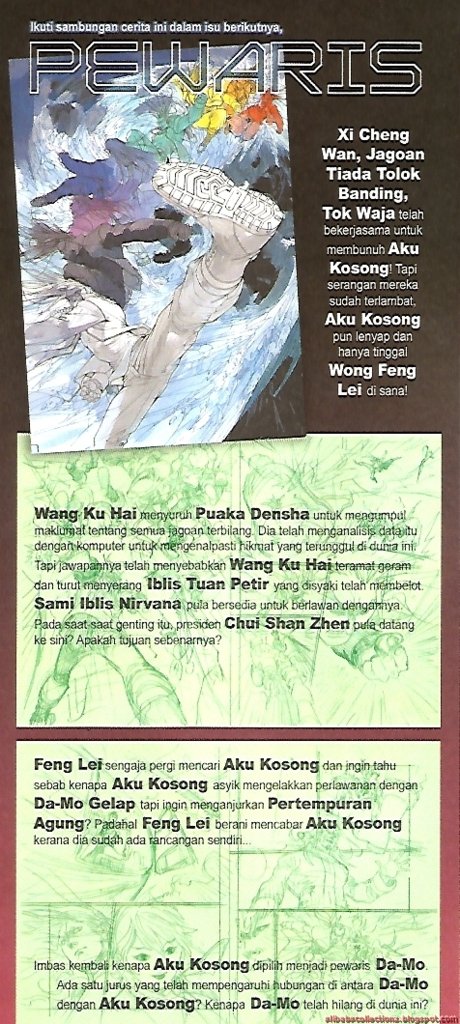 Ikuti sambungan cerita ini dalam isu berikutnya,
PEWARIS
Xi Cheng
Wan, Jagoan
Tiada Tolok
Banding,
Tok Waja telah
bekerjasama untuk
membunuh Aku
Kosong! Tapi
serangan mereka
sudah terlambat,
Aku Kosong
pun lenyap dan
hanya tinggal
Wong Feng
Lei di sana!
Wang Ku Hai menyuruh Puaka Densha untuk mengumpul
maklumat tentang semua jagoan terbilang. Dia telah menganalisis data itu
dengan komputer untuk mengenalpasti hikmat yang terunggul di dunia ini.
Tapi jawapannya telah menyebabkan Wang Ku Hai teramat geram
dan turut menyerang Iblis Tuan Petir yang disyaki telah membelot.
Sami Iblis Nirvana pula bersedia untuk berlawan dengannya.
Pada saat-saat genting itu, presiden Chui Shan Zhen pula datang
ke sini? Apakah tujuan sebenarnya?
Feng Lei sengaja pergi mencari Aku Kosong dan ingin tahu
sebab kenapa Aku Kosong asyik mengelakkan perlawanan dengan
Da-Mo Gelap tapi ingin menganjurkan Pertempuran
Agung? Padahal Feng Lei berani mencabar Aku Kosong
kerana dia sudah ada rancangan sendiri...
Imbas kembali kenapa Aku Kosong dipilih menjadi pewaris Da-Mo.
Ada satu jurus yang telah mempengaruhi hubungan di antara Da-Mo
dengan Aku Kosong? Kenapa Da-Mo telah hilang di dunia ini?
alibabacollections.blogspot.com